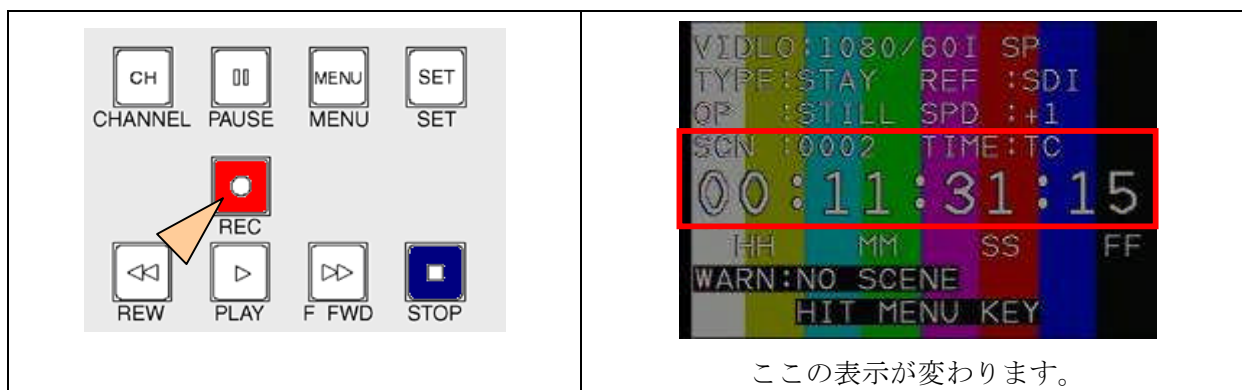 CH MENU SET
CHANNEL PAUSE MENU SET
REC
REW PLAY F FWD STOP
VIDEO:1080/60I SP
TYPE:STAY REF :SDI
OP :STILL SPD :+1
SCN :0002 TIME:TC
00:11:31:15
HH MM SS FF
WARN:NO SCENE
HIT MENU KEY
ここの表示が変わります。